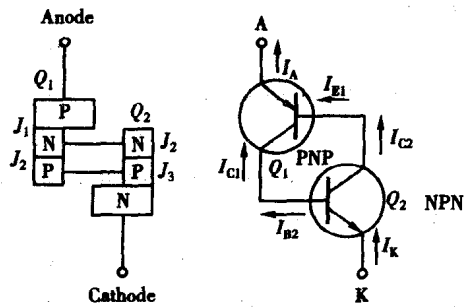 Anode
Q1
P
J1
N
J2
P
Q2
N
J2
P
J3
N
Cathode
A
IA
IE1
IC2
IC1
PNP
Q1
Q2
NPN
IB2
IK
K